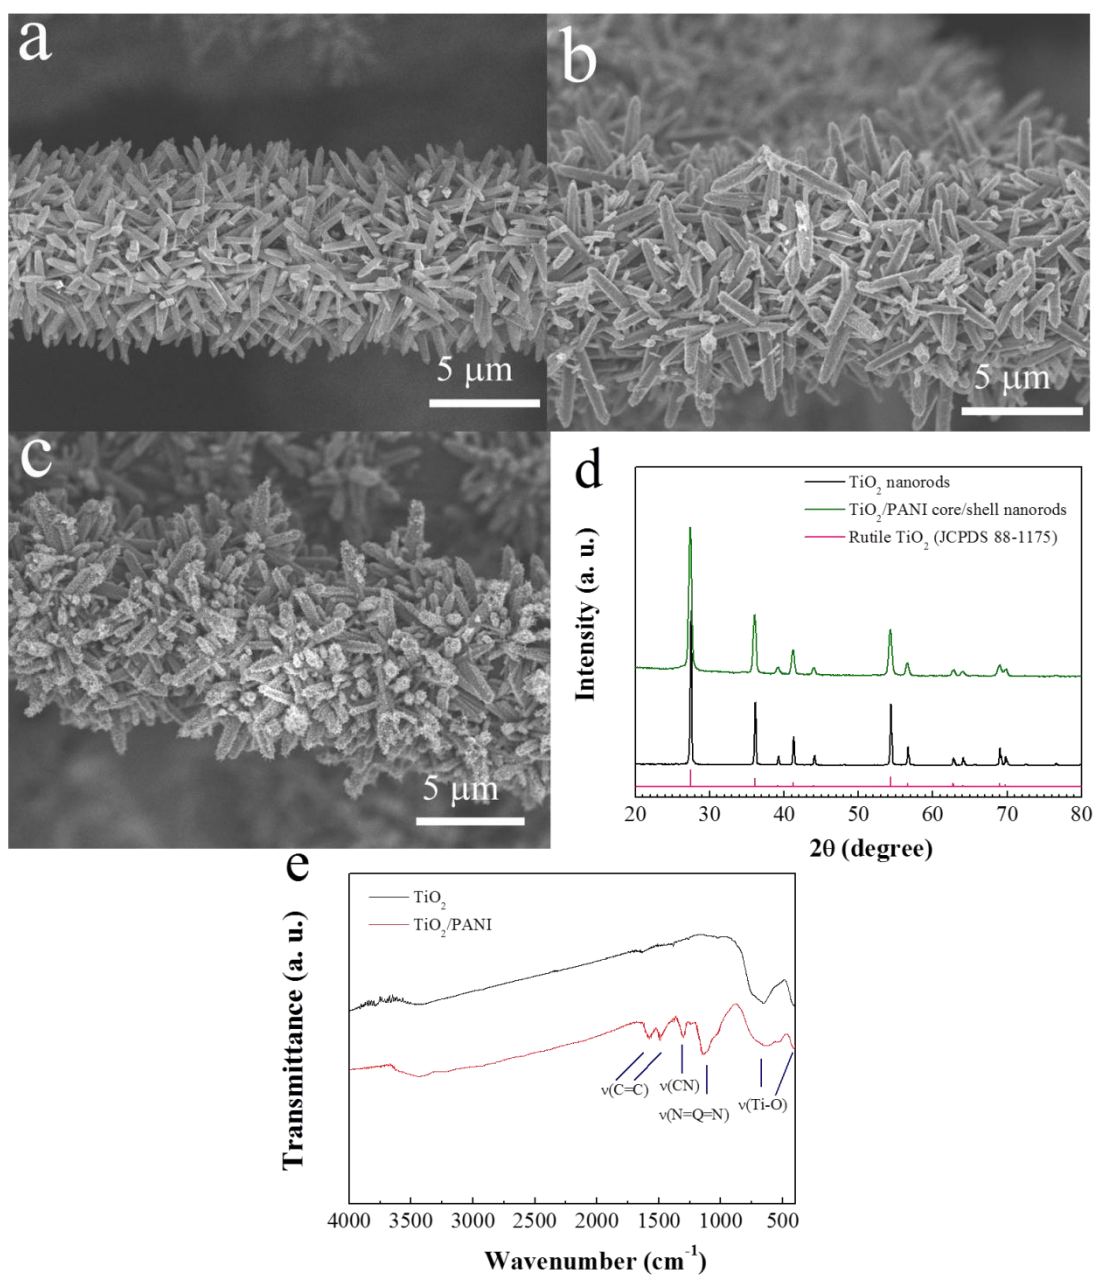 a
5 μm
b
5 μm
c
5 μm
d
TiO2 nanorods
TiO2/PANI core/shell nanorods
Rutile TiO2 (JCPDS 88-1175)
Intensity (a. u.)
20 30 40 50 60 70 80
2θ (degree)
e
TiO2
TiO2/PANI
Transmittance (a. u.)
ν(C=C)
ν(CN)
ν(N=Q=N)
ν(Ti-O)
4000 3500 3000 2500 2000 1500 1000 500
Wavenumber (cm-1)